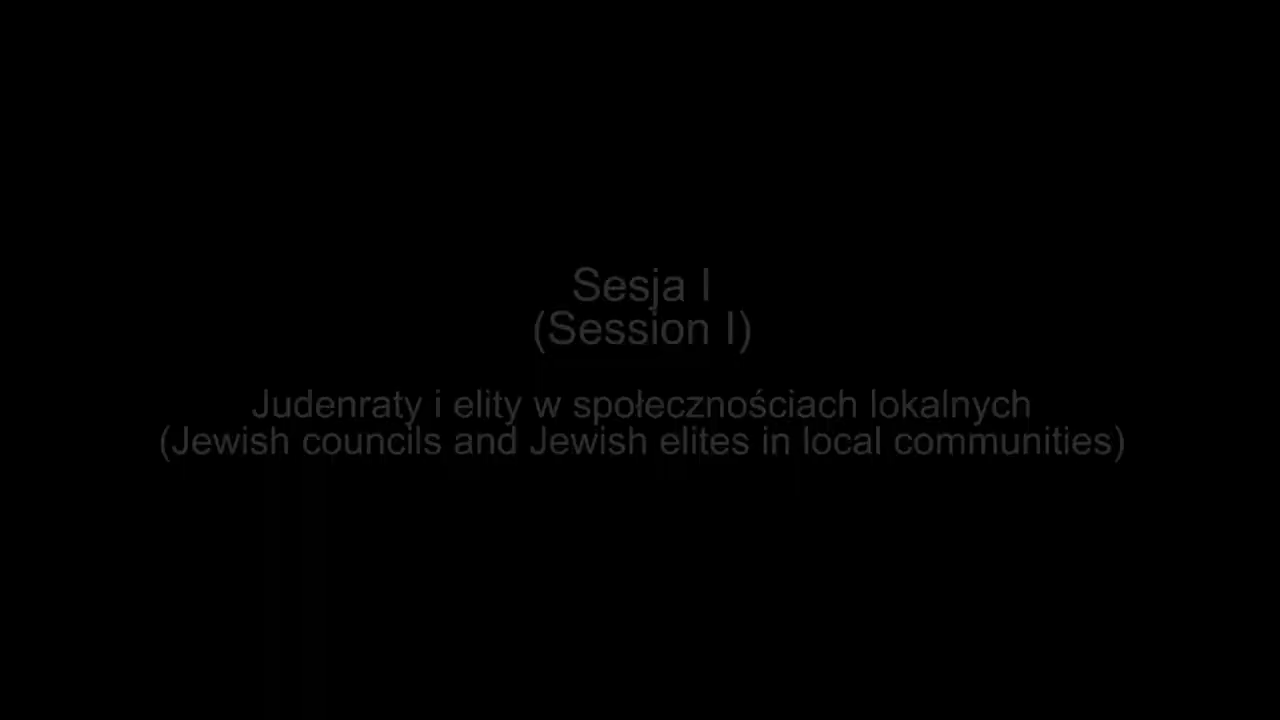 Sesja I
(Session I)
Judenraty i elity w społecznościach lokalnych
(Jewish councils and Jewish elites in local communities)